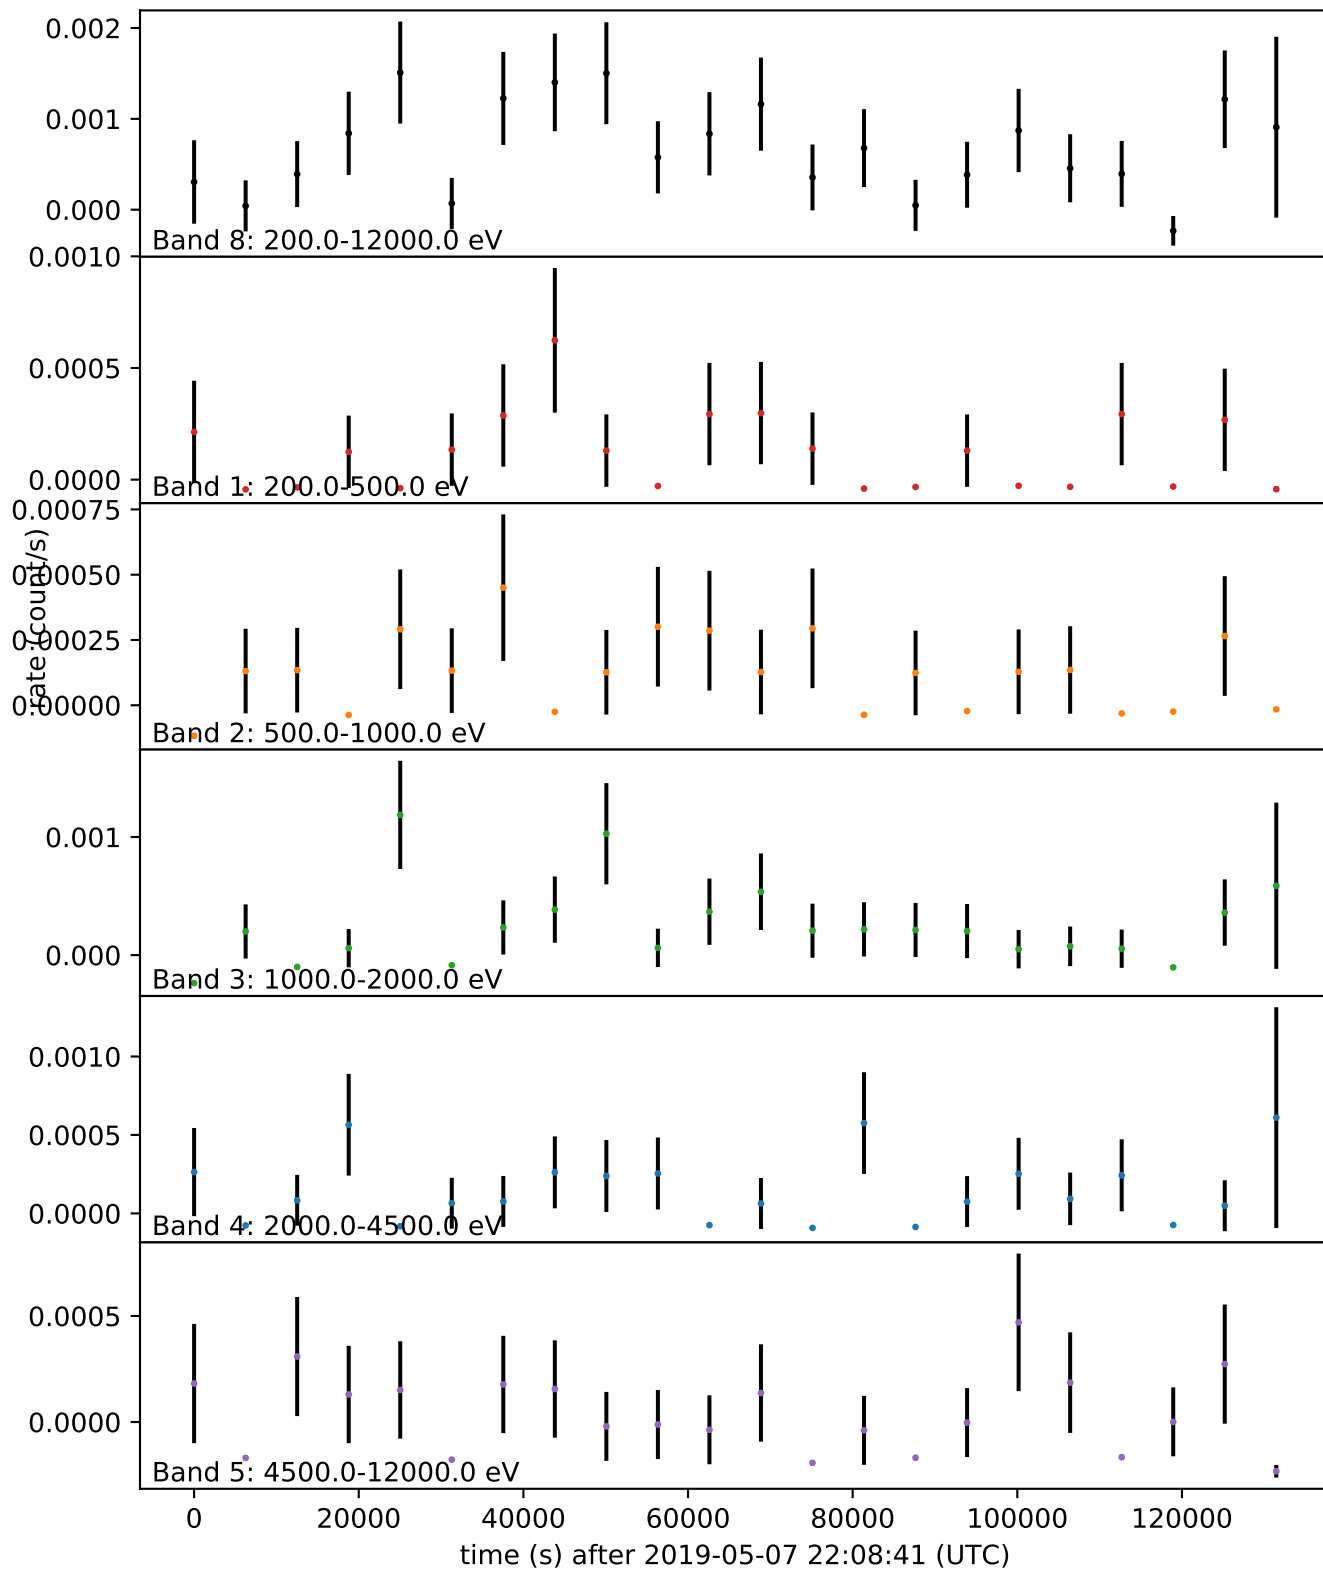 0.002
0.001
0.000
Band 8: 200.0-12000.0 eV
0.0010
0.0005
0.0000
Band 1: 200.0-500.0 eV
0.00075
0.00050
0.00025
0.00000
rate (count/s)
Band 2: 500.0-1000.0 eV
0.001
0.000
Band 3: 1000.0-2000.0 eV
0.0010
0.0005
0.0000
Band 4: 2000.0-4500.0 eV
0.0005
0.0000
Band 5: 4500.0-12000.0 eV
0 20000 40000 60000 80000 100000 120000
time (s) after 2019-05-07 22:08:41 (UTC)